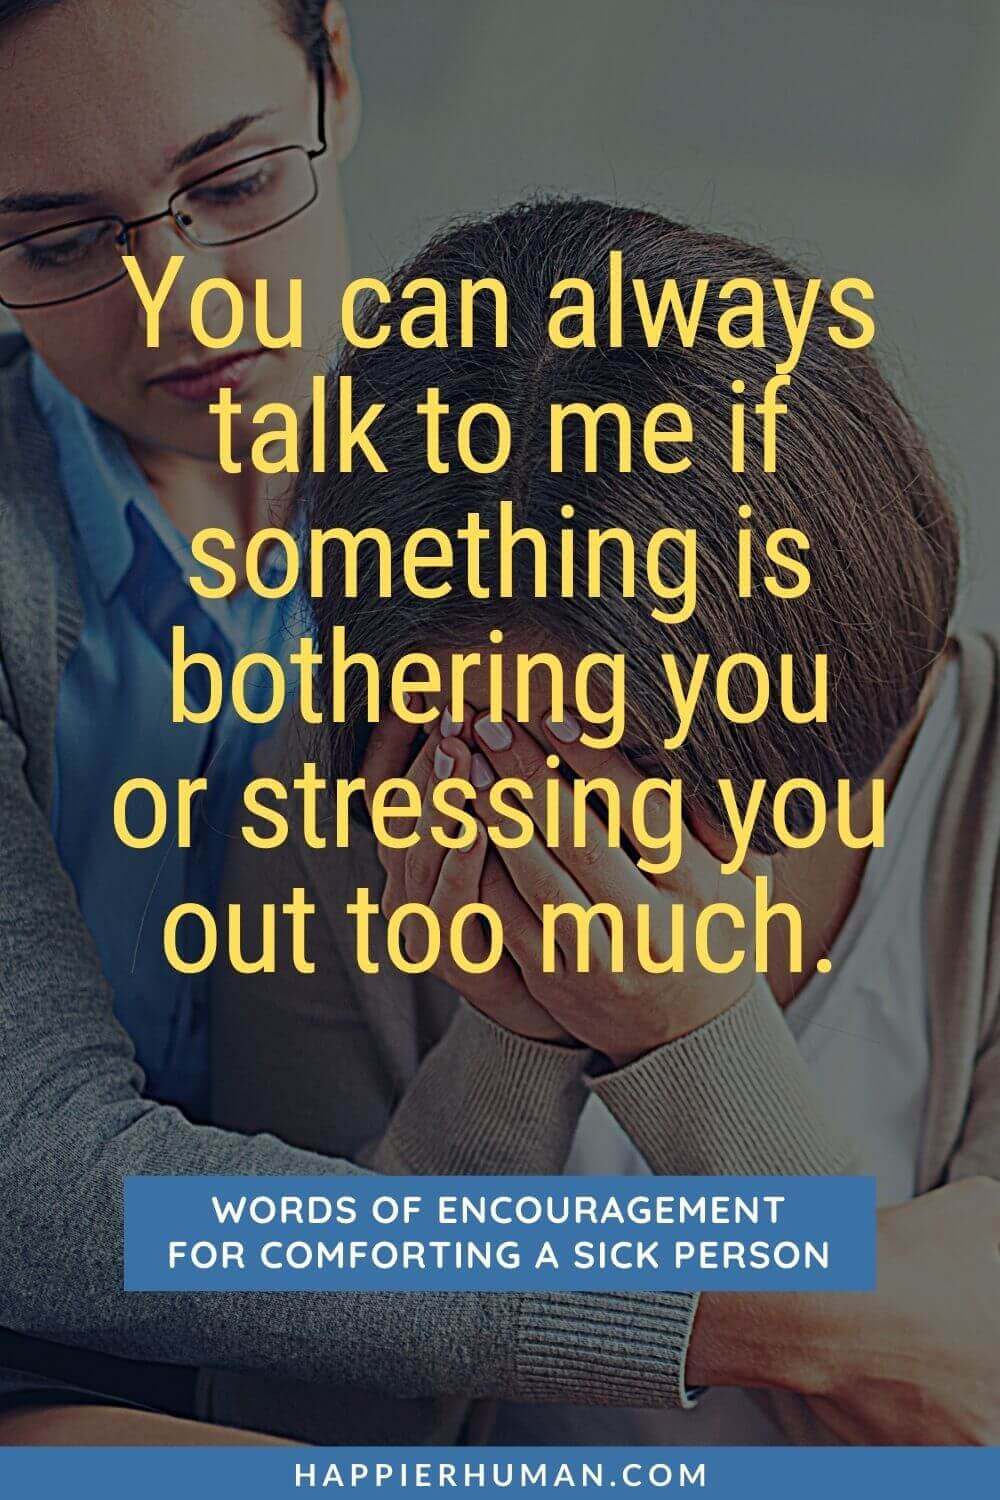 You can always
talk to me if
something is
bothering you
or stressing you
out too much.
WORDS OF ENCOURAGEMENT
FOR COMFORTING A SICK PERSON
HAPPIERHUMAN.COM